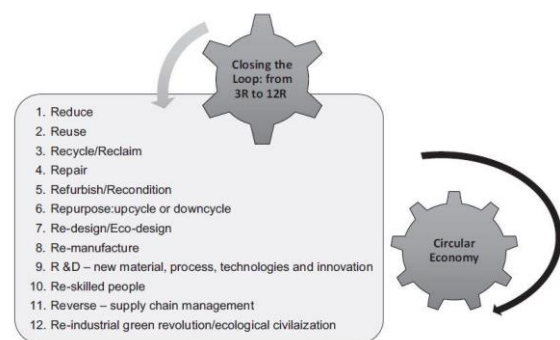 Closing the
Loop: from
3R to 12R
1. Reduce
2. Reuse
3. Recycle/Reclaim
4. Repair
5. Refurbish/Recondition
6. Repurpose:upcycle or downcycle
7. Re-design/Eco-design
8. Re-manufacture
9. R &D – new material, process, technologies and innovation
10. Re-skilled people
11. Reverse – supply chain management
12. Re-industrial green revolution/ecological civilaization
Circular
Economy